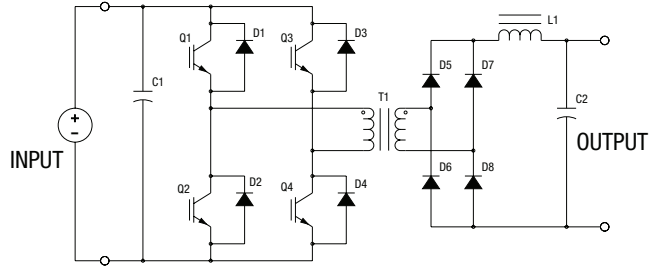 L1
Q1 D1 Q3 D3
D5 D7
C1 T1 C2
+
−
INPUT OUTPUT
D2 D4 D6 D8
Q2 Q4